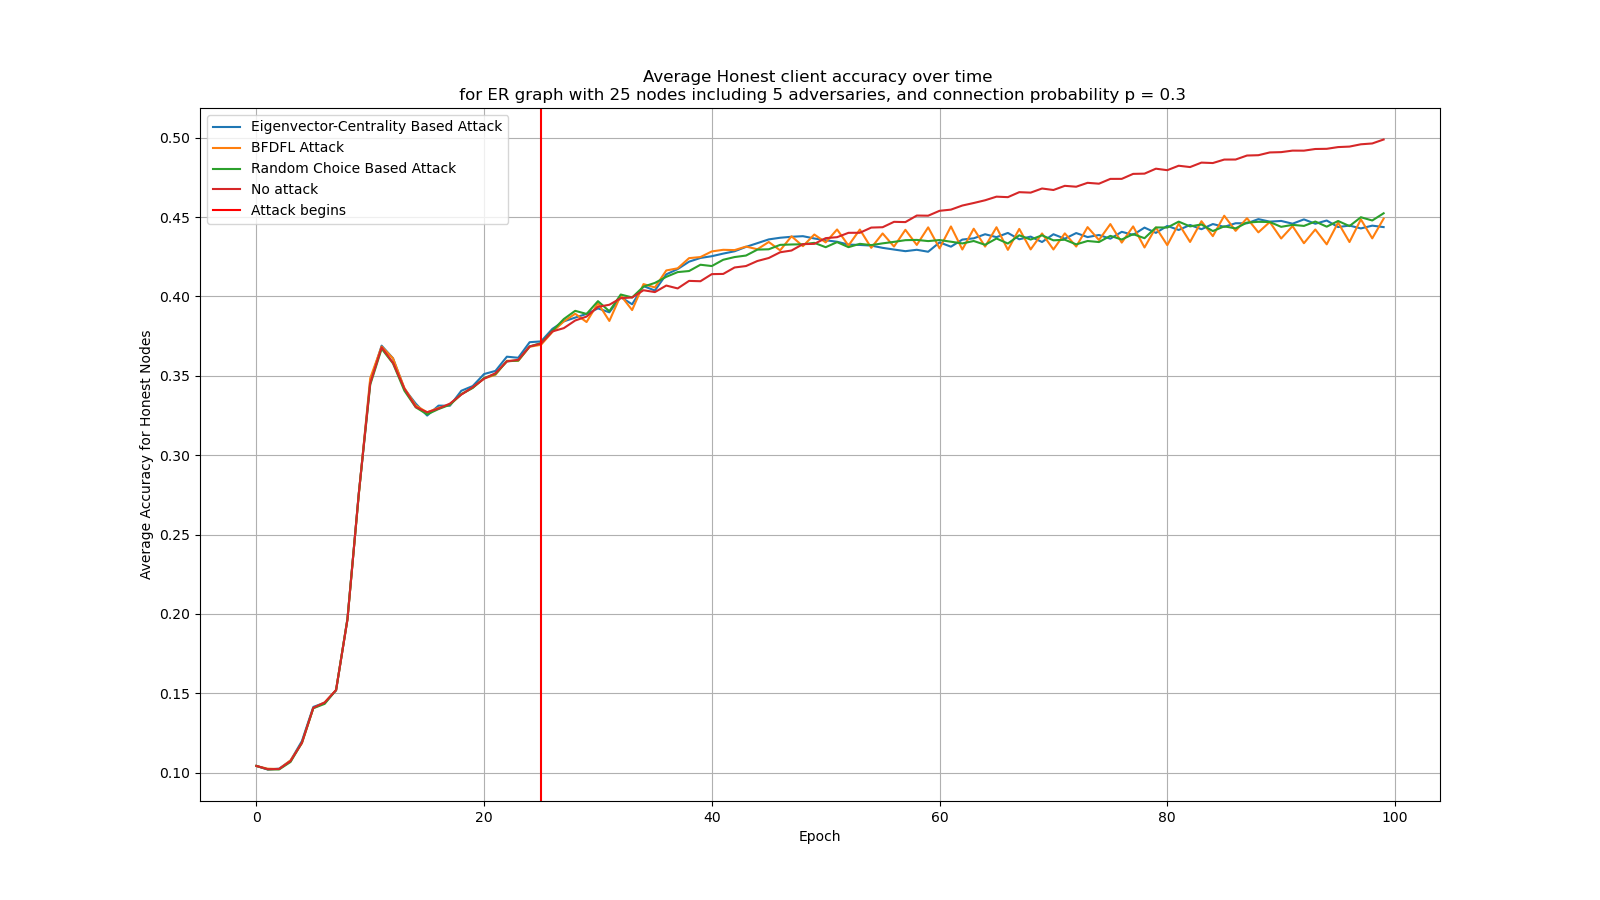 Average Honest client accuracy over time
for ER graph with 25 nodes including 5 adversaries, and connection probability p = 0.3
Eigenvector-Centrality Based Attack
BFDFL Attack
Random Choice Based Attack
No attack
Attack begins
Average Accuracy for Honest Nodes
0.50
0.45
0.40
0.35
0.30
0.25
0.20
0.15
0.10
0
20
40
60
80
100
Epoch